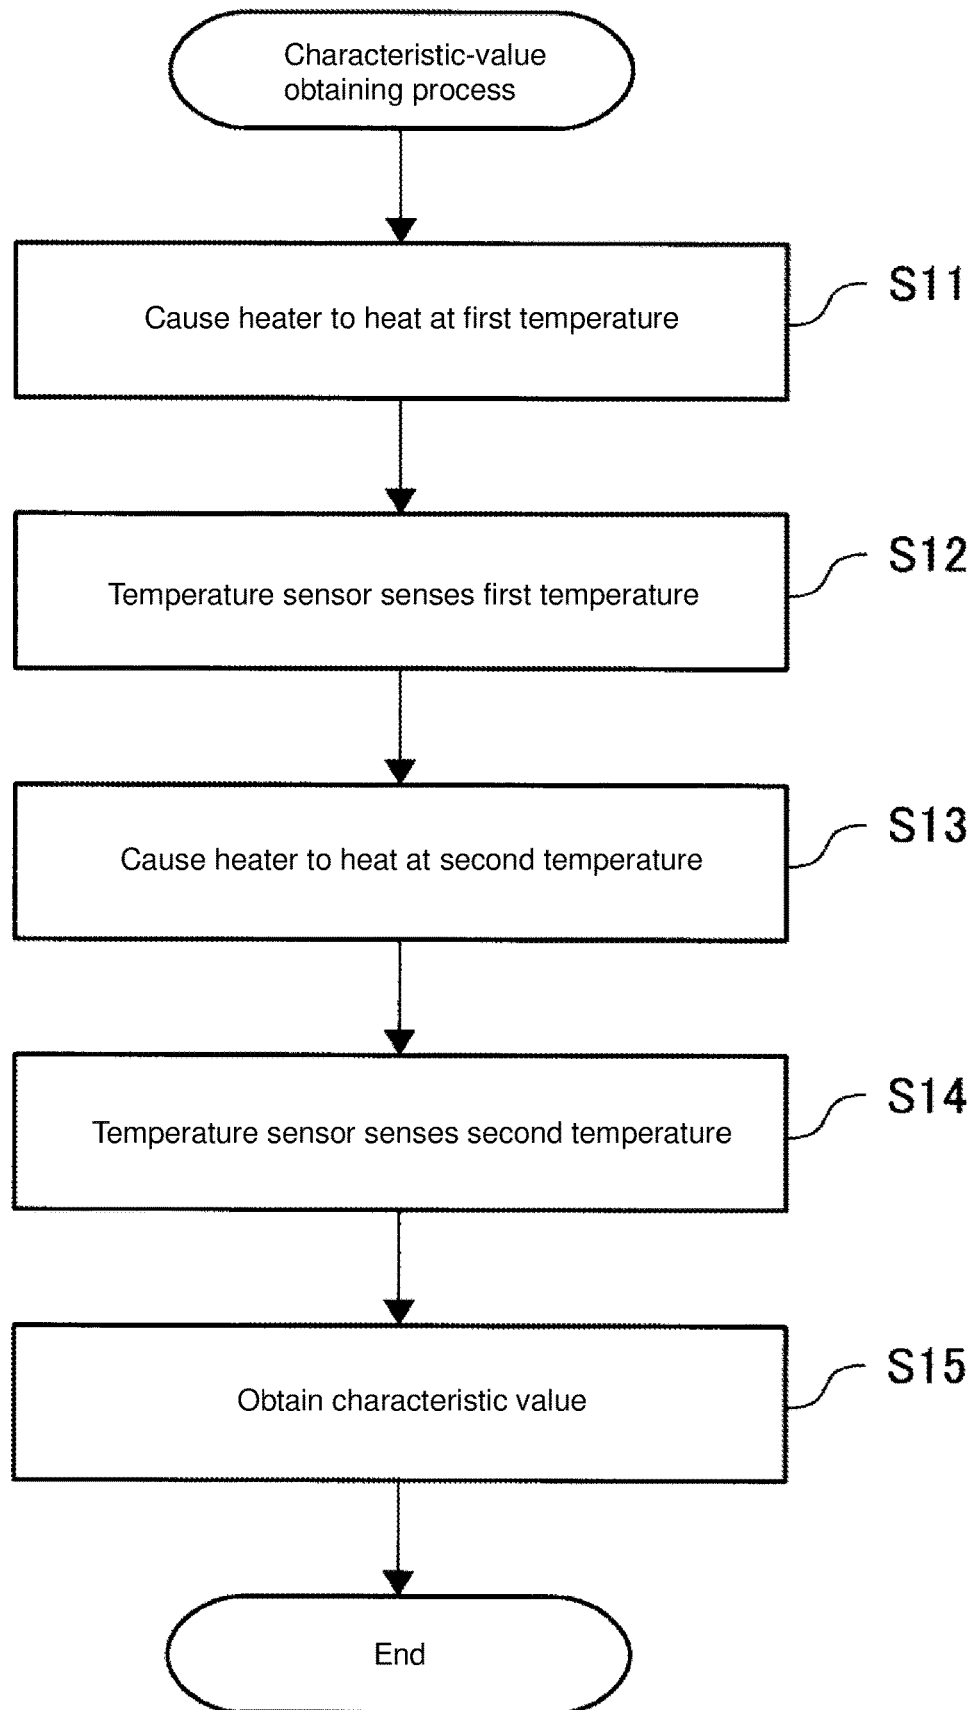 Characteristic-value
obtaining process
S11
Cause heater to heat at first temperature
S12
Temperature sensor senses first temperature
S13
Cause heater to heat at second temperature
S14
Temperature sensor senses second temperature
S15
Obtain characteristic value
End